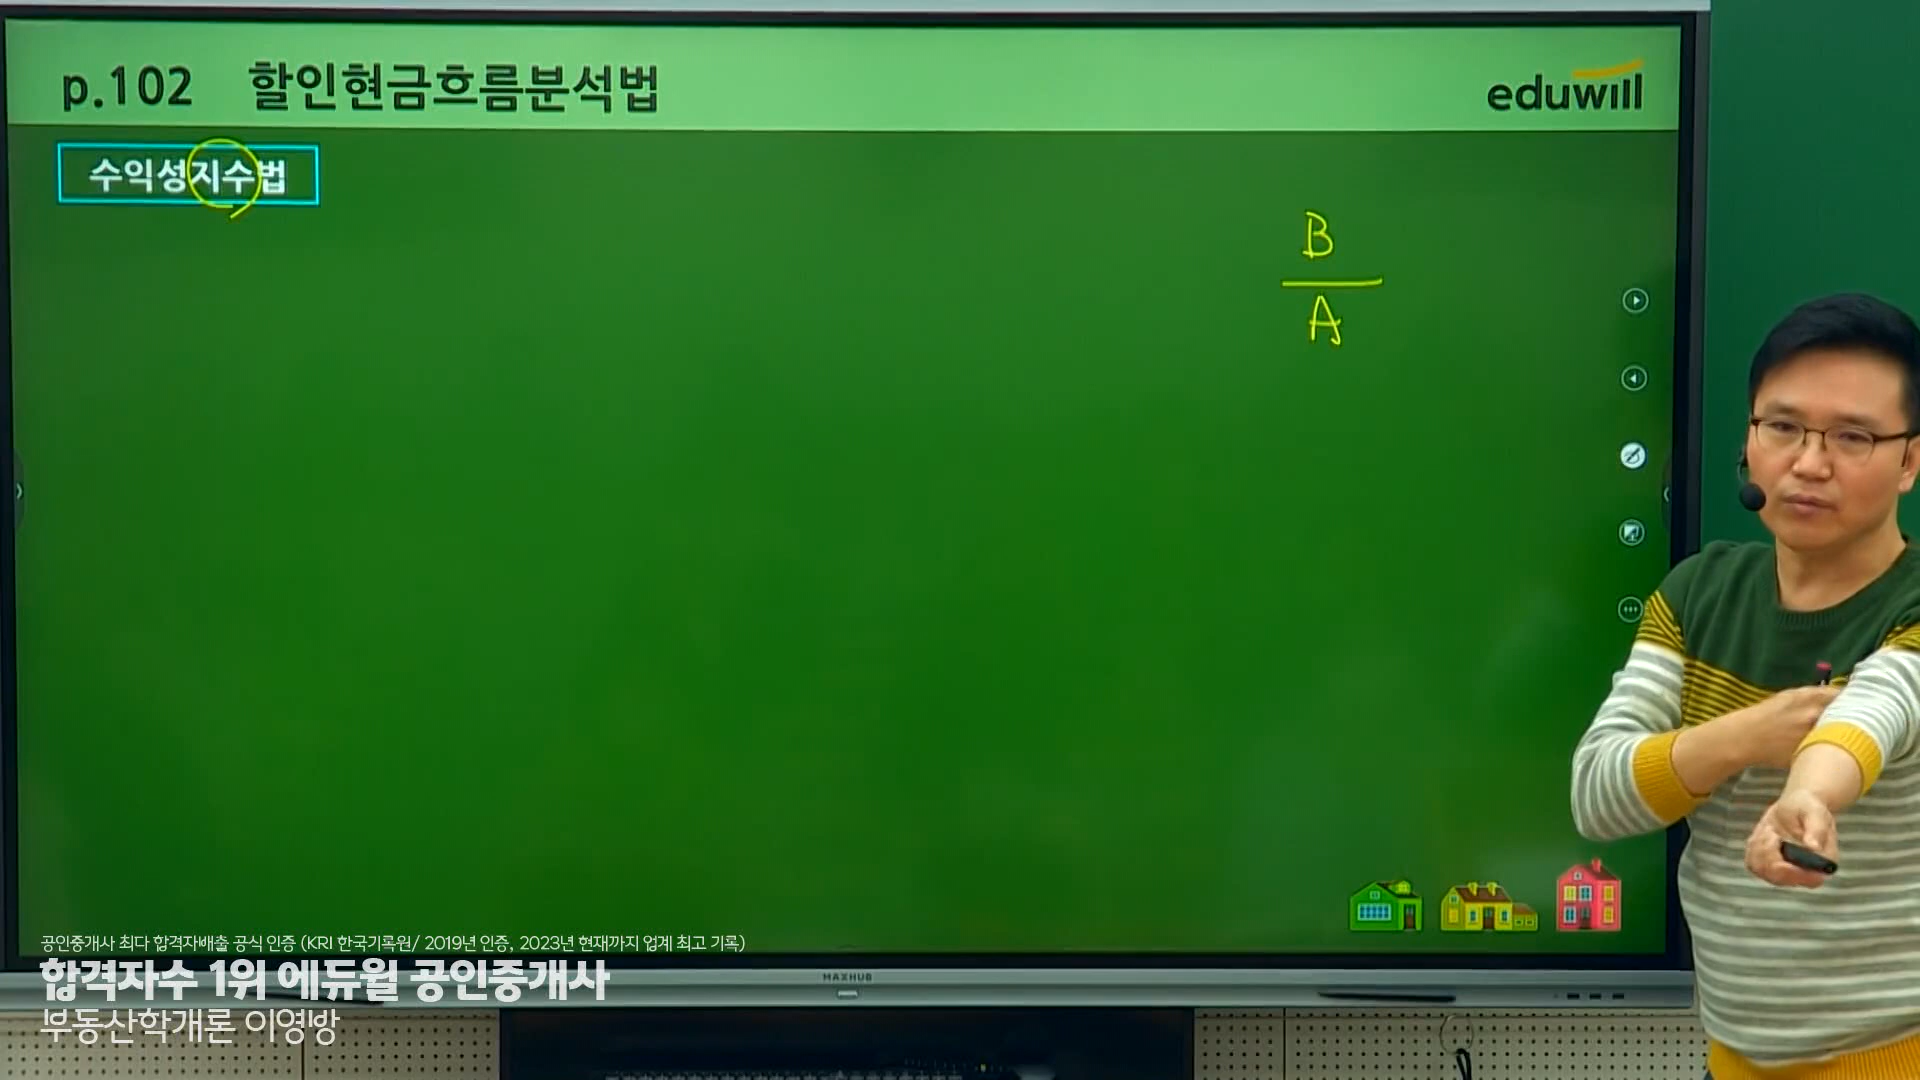 p.102 할인현금흐름분석법
eduwill
수익성지수법
B
A
공인중개사 최다 합격자배출 공식 인증 (KRI 한국기록원/ 2019년 인증, 2023년 현재까지 업계 최고 기록)
합격자수 1위 에듀윌 공인중개사
부동산학개론 이영방
MAXHUB